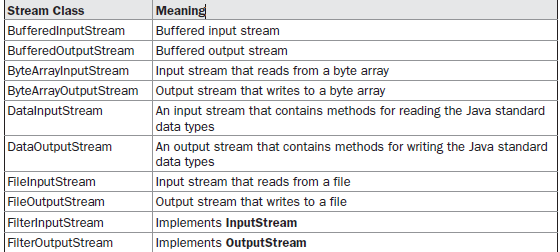 Stream Class Meaning
BufferedInputStream Buffered input stream
BufferedOutputStream Buffered output stream
ByteArrayInputStream Input stream that reads from a byte array
ByteArrayOutputStream Output stream that writes to a byte array
DataInputStream An input stream that contains methods for reading the Java standard
data types
DataOutputStream An output stream that contains methods for writing the Java standard
data types
FileInputStream Input stream that reads from a file
FileOutputStream Output stream that writes to a file
FilterInputStream Implements InputStream
FilterOutputStream Implements OutputStream